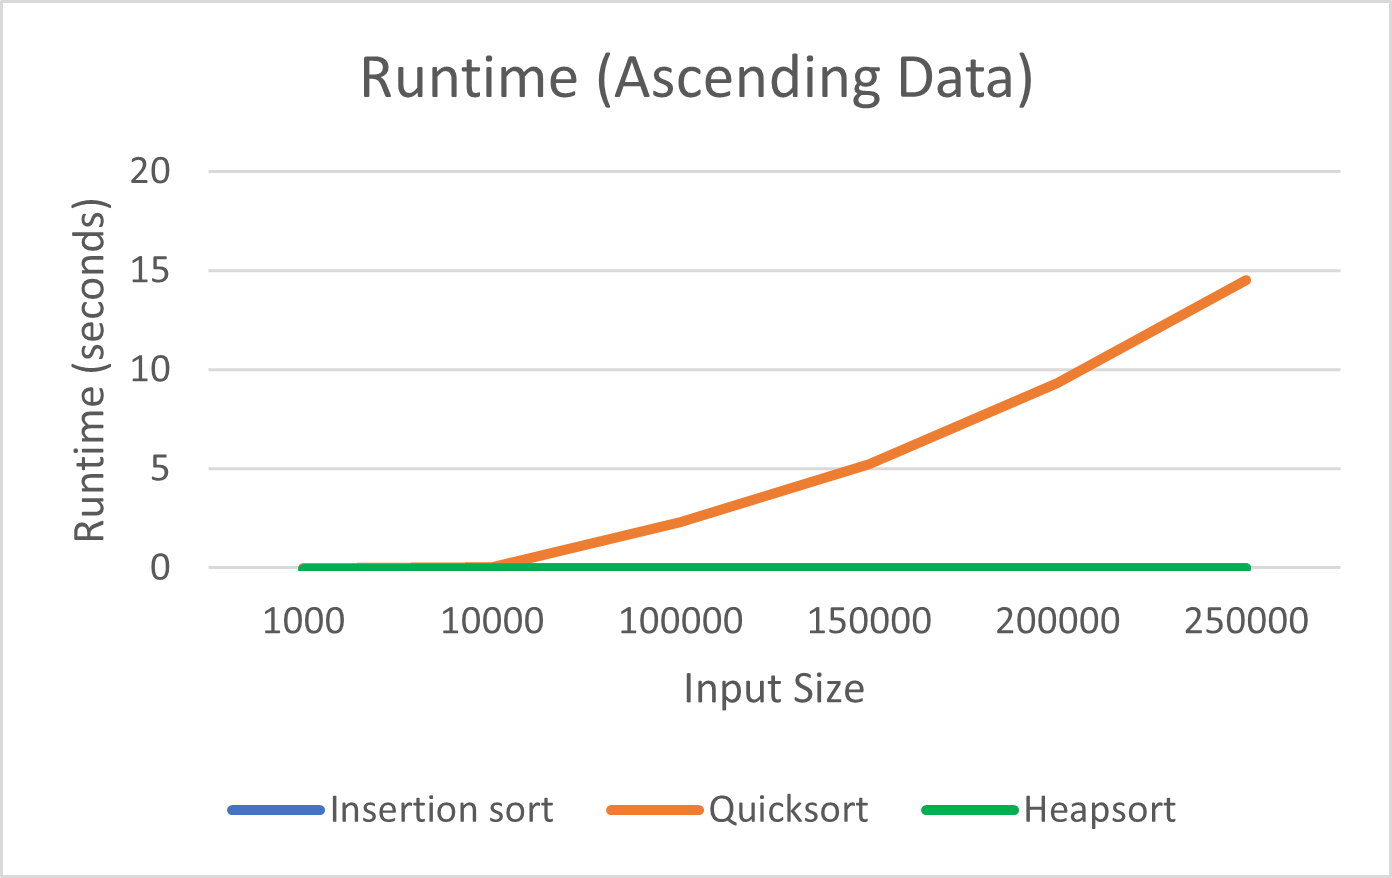 Runtime (Ascending Data)
20
15
10
5
0
Runtime (seconds)
1000 10000 100000 150000 200000 250000
Input Size
Insertion sort Quicksort Heapsort